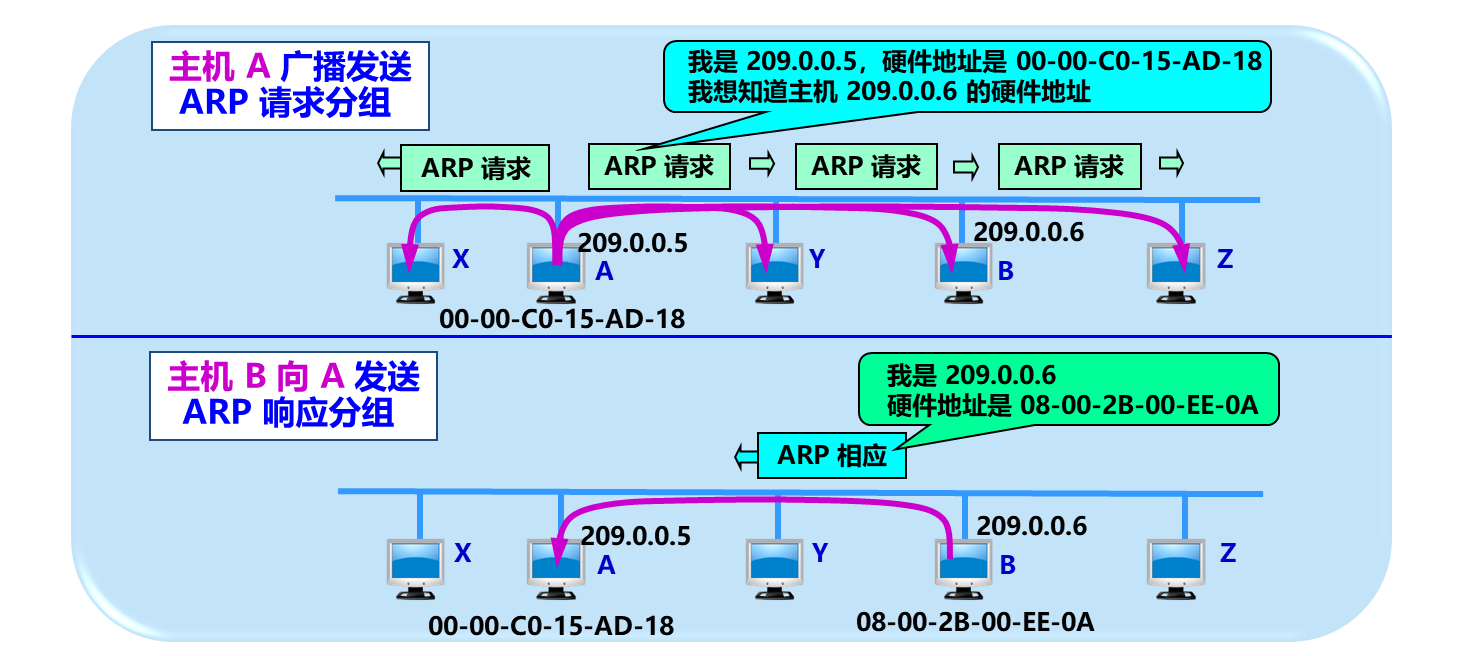 主机 A 广播发送
ARP 请求分组
我是 209.0.0.5，硬件地址是 00-00-C0-15-AD-18
我想知道主机 209.0.0.6 的硬件地址
ARP 请求
ARP 请求
ARP 请求
ARP 请求
209.0.0.5
209.0.0.6
X
A
Y
B
Z
00-00-C0-15-AD-18
主机 B 向 A 发送
ARP 响应分组
我是 209.0.0.6
硬件地址是 08-00-2B-00-EE-0A
ARP 相应
209.0.0.5
209.0.0.6
X
A
Y
B
Z
00-00-C0-15-AD-18
08-00-2B-00-EE-0A